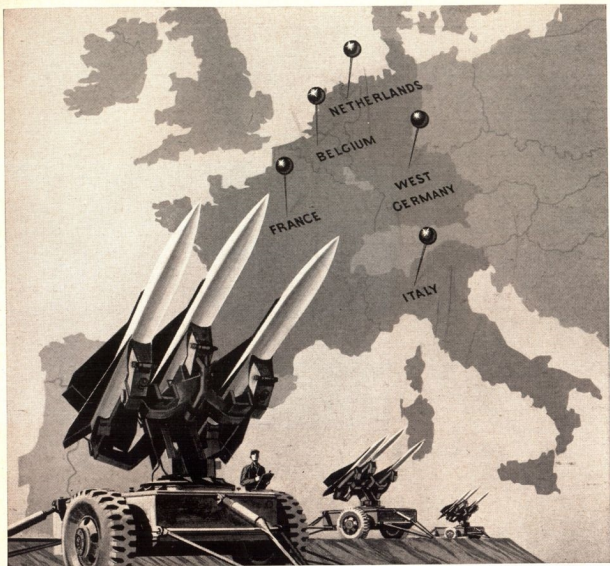 NETHERLANDS
BELGIUM
WEST
GERMANY
FRANCE
ITALY